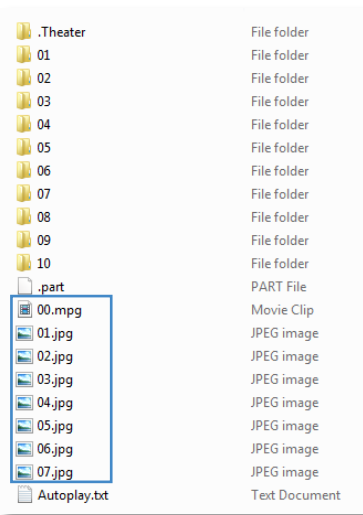 .Theater File folder
01 File folder
02 File folder
03 File folder
04 File folder
05 File folder
06 File folder
07 File folder
08 File folder
09 File folder
10 File folder
.part PART File
00.mpg Movie Clip
01.jpg JPEG image
02.jpg JPEG image
03.jpg JPEG image
04.jpg JPEG image
05.jpg JPEG image
06.jpg JPEG image
07.jpg JPEG image
Autoplay.txt Text Document